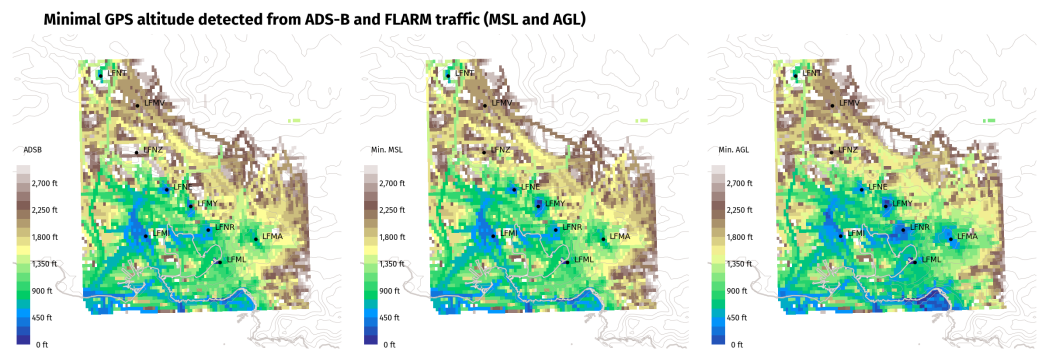 Minimal GPS altitude detected from ADS-B and FLARM traffic (MSL and AGL)
ADSB
2,700 ft
2,250 ft
1,800 ft
1,350 ft
900 ft
450 ft
0 ft
LFNT
LFMV
LFNZ
LFNE
LFMY
LFNR
LFMI
LFMA
LFML
Min. MSL
2,700 ft
2,250 ft
1,800 ft
1,350 ft
900 ft
450 ft
0 ft
LFNT
LFMV
LFNZ
LFNE
LFMY
LFNR
LFMI
LFMA
LFML
Min. AGL
2,700 ft
2,250 ft
1,800 ft
1,350 ft
900 ft
450 ft
0 ft
LFNT
LFMV
LFNZ
LFNE
LFMY
LFNR
LFMI
LFMA
LFML